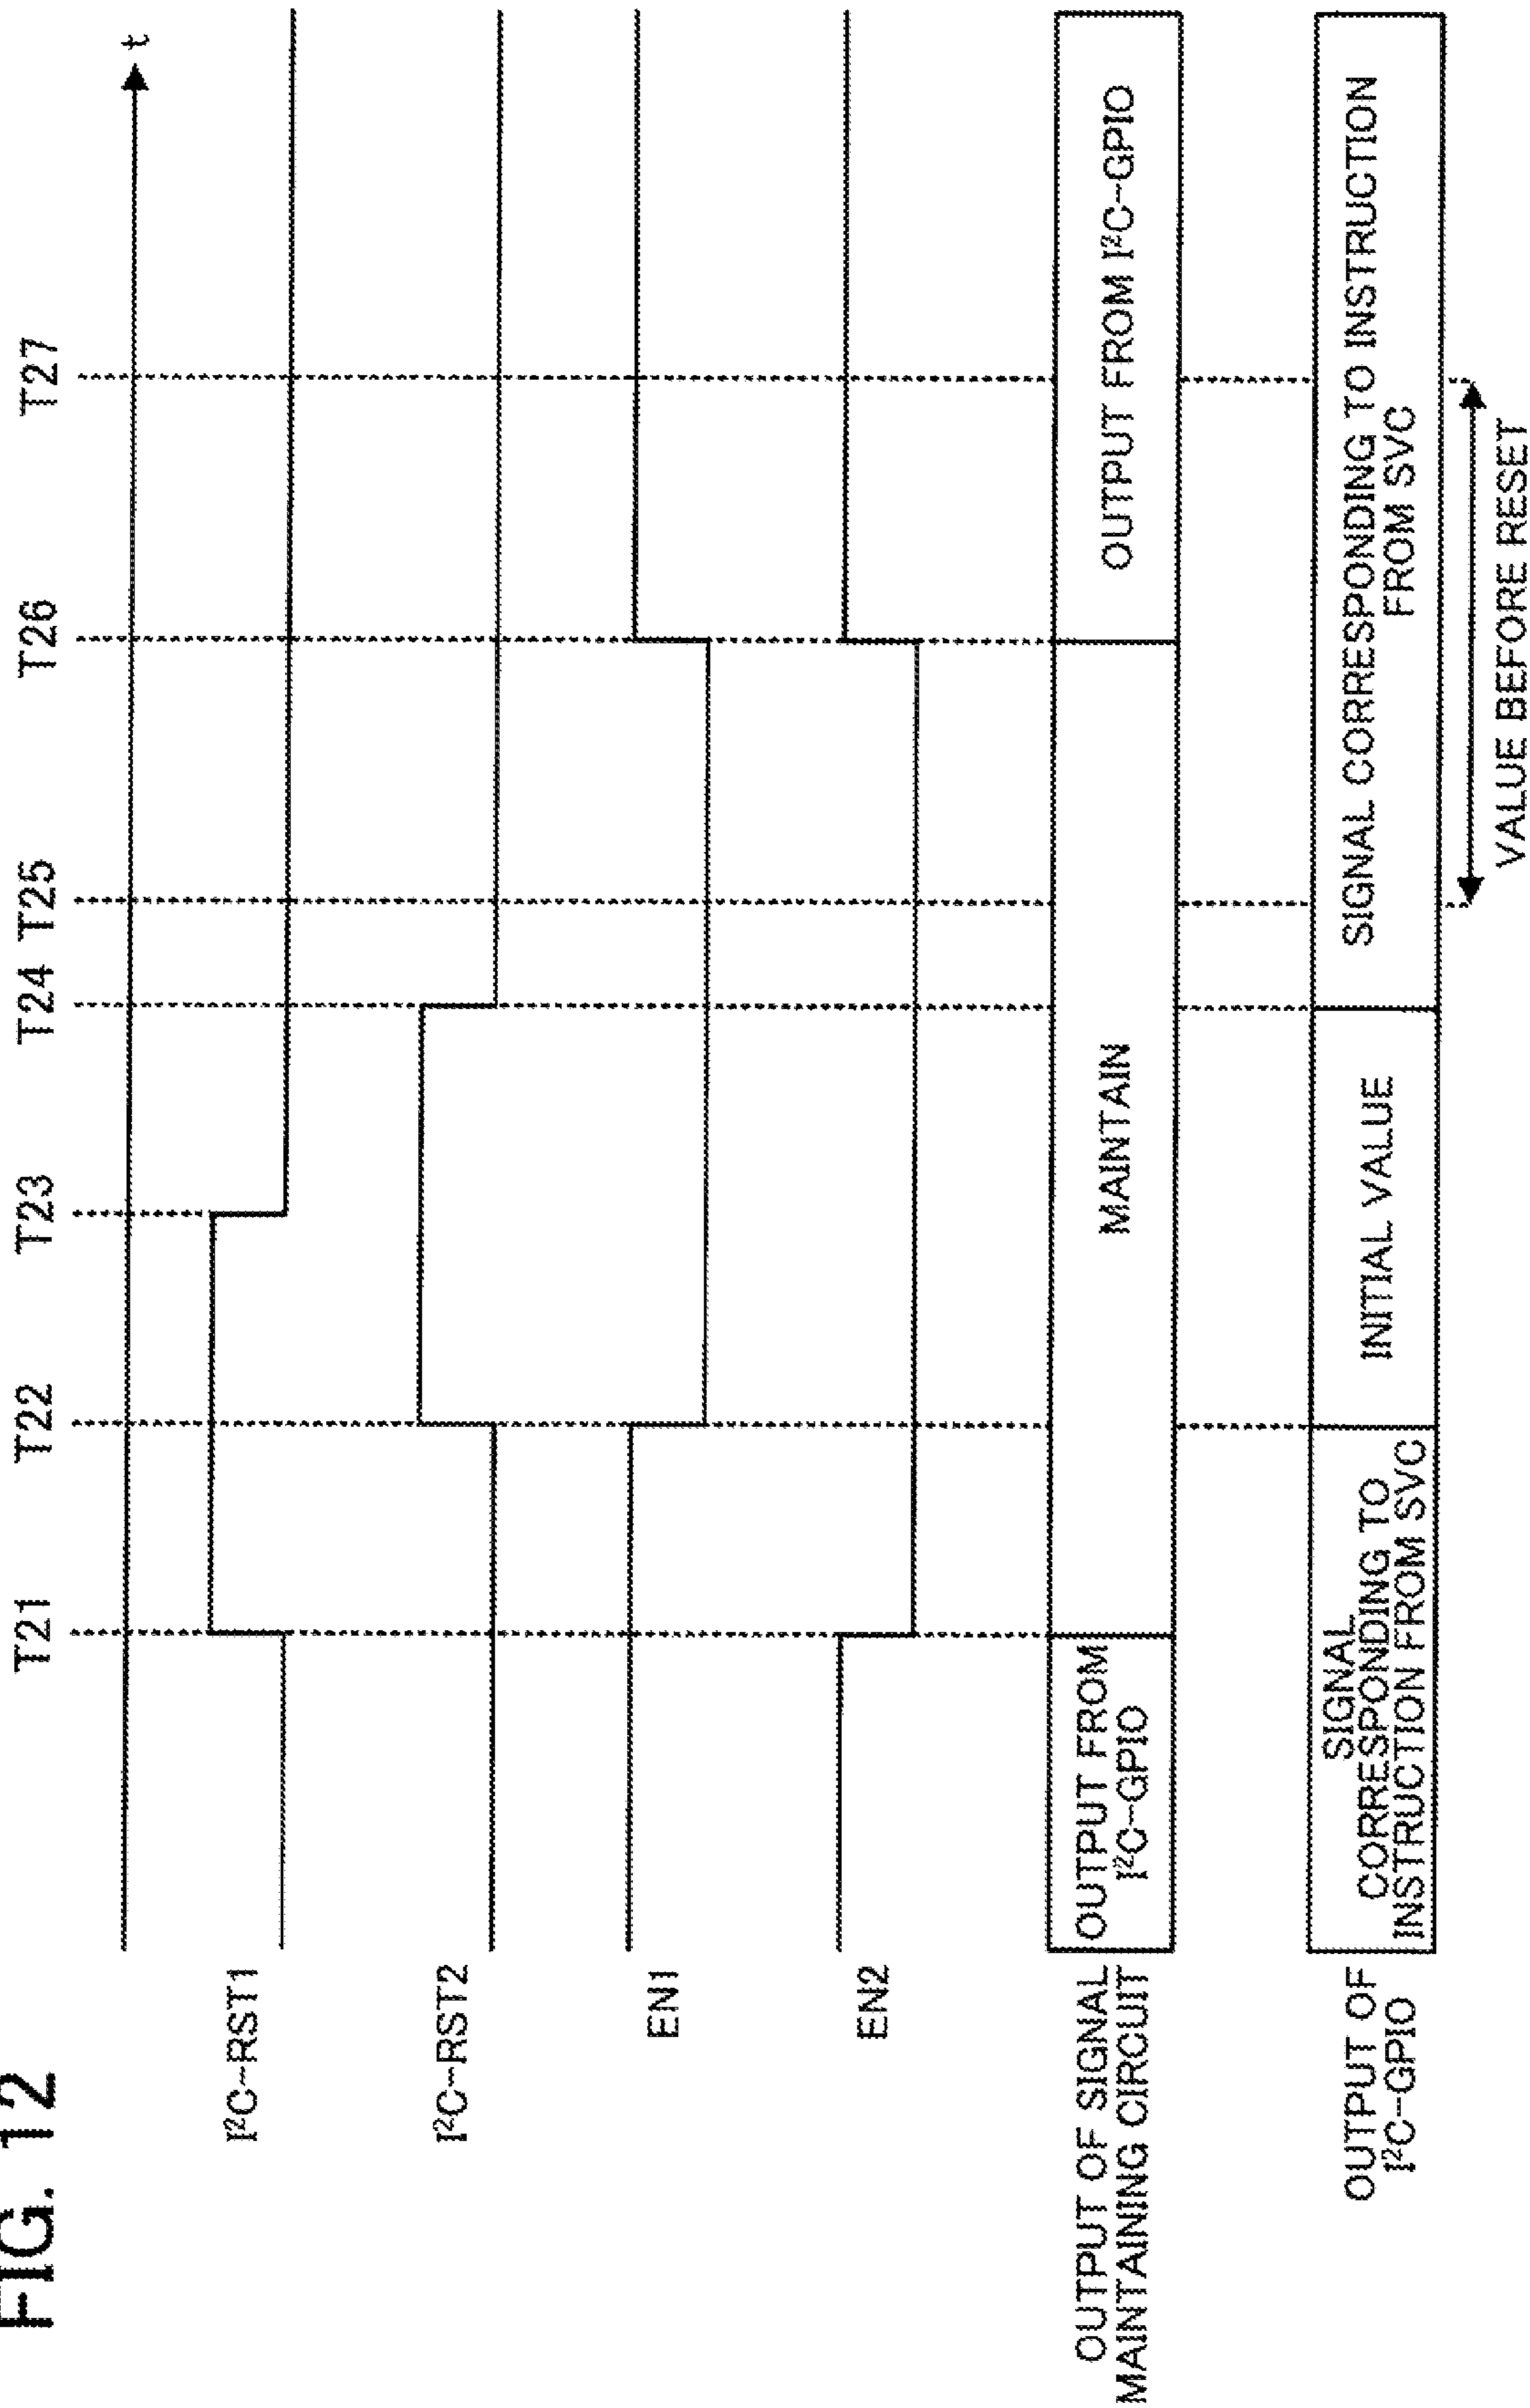 FIG. 12
T21
T22
T23
T24
T25
T26
T27
t
I²C-RST1
I²C-RST2
EN1
EN2
OUTPUT OF SIGNAL
MAINTAINING CIRCUIT
OUTPUT FROM
I²C-GPIO
MAINTAIN
OUTPUT FROM I²C-GPIO
OUTPUT OF
I²C-GPIO
SIGNAL
CORRESPONDING TO
INSTRUCTION FROM SVC
INITIAL VALUE
SIGNAL CORRESPONDING TO INSTRUCTION
FROM SVC
VALUE BEFORE RESET